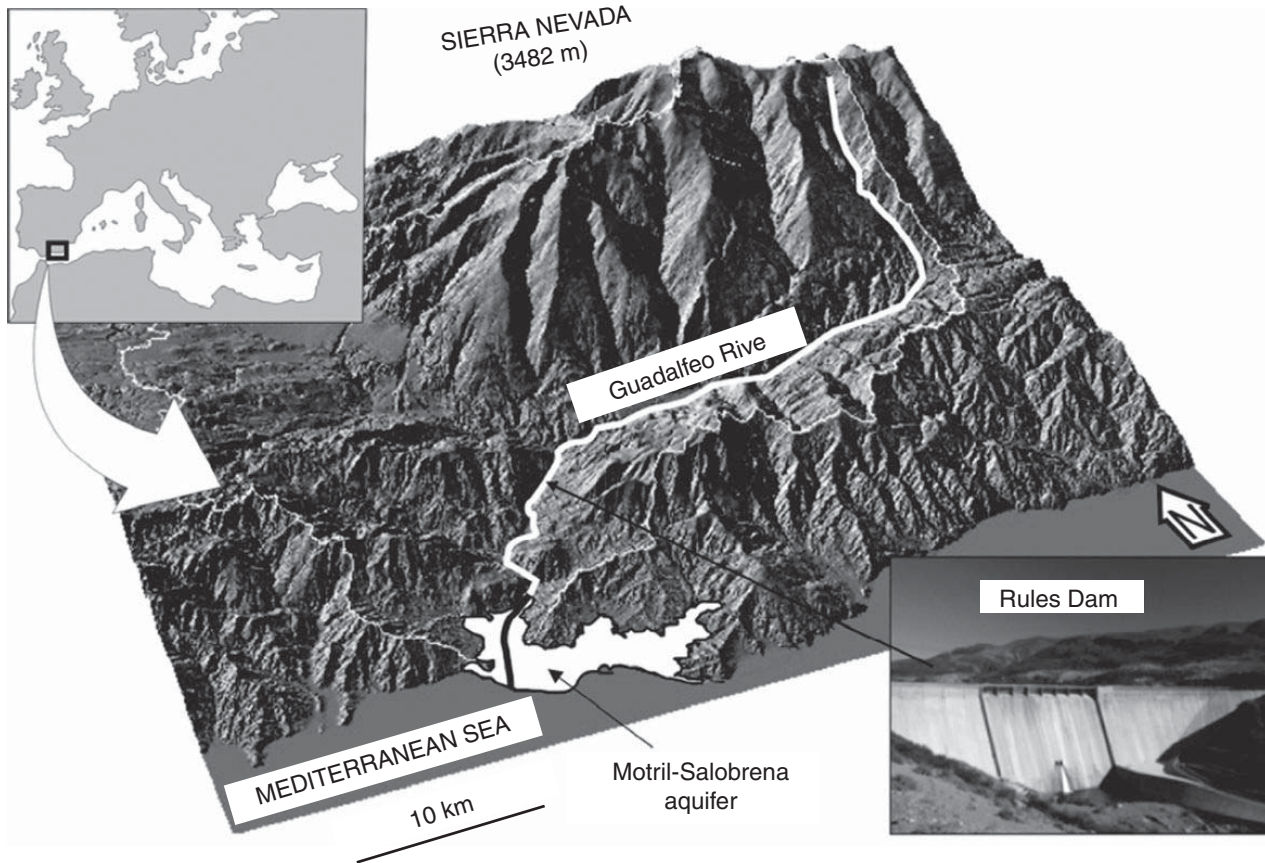 SIERRA NEVADA
(3482 m)
Guadalfeo Rive
N
Rules Dam
MEDITERRANEAN SEA
10 km
Motril-Salobrena
aquifer